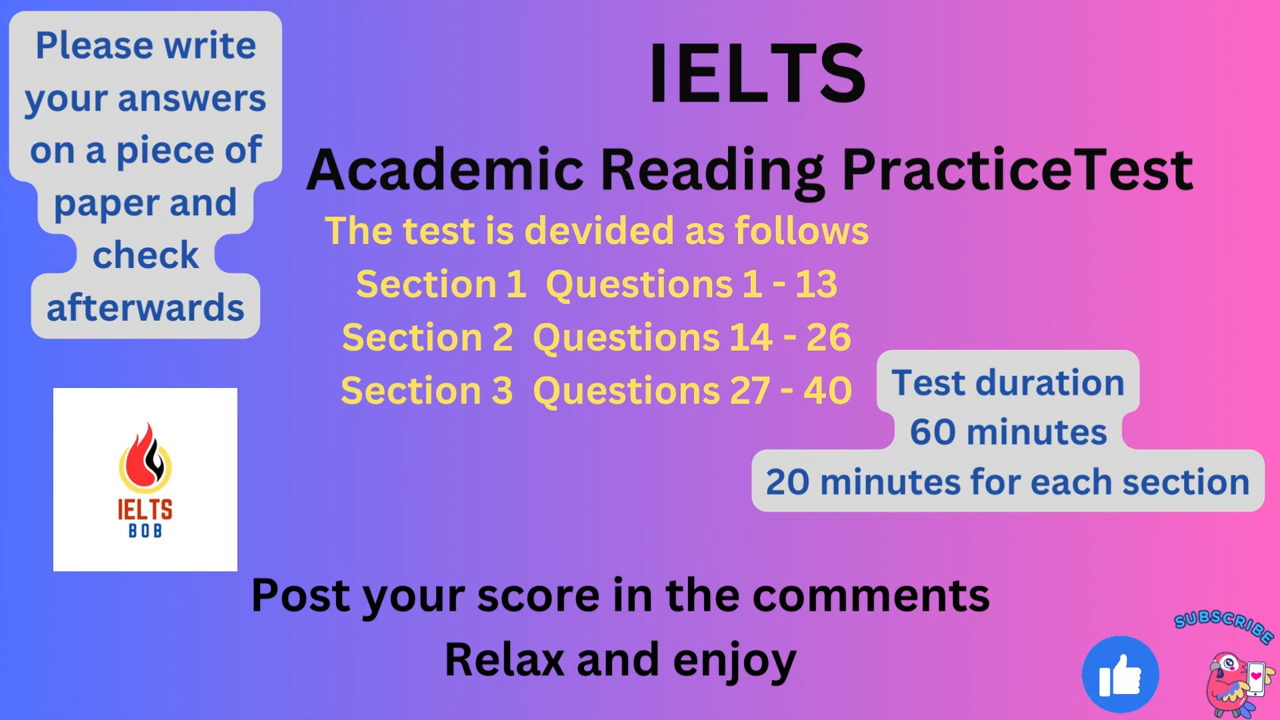 Please write
your answers
on a piece of
paper and
check
afterwards
IELTS
Academic Reading PracticeTest
The test is devided as follows
Section 1 Questions 1 - 13
Section 2 Questions 14 - 26
Section 3 Questions 27 - 40
Test duration
60 minutes
20 minutes for each section
IELTS
BOB
Post your score in the comments
Relax and enjoy
SUBSCRIBE